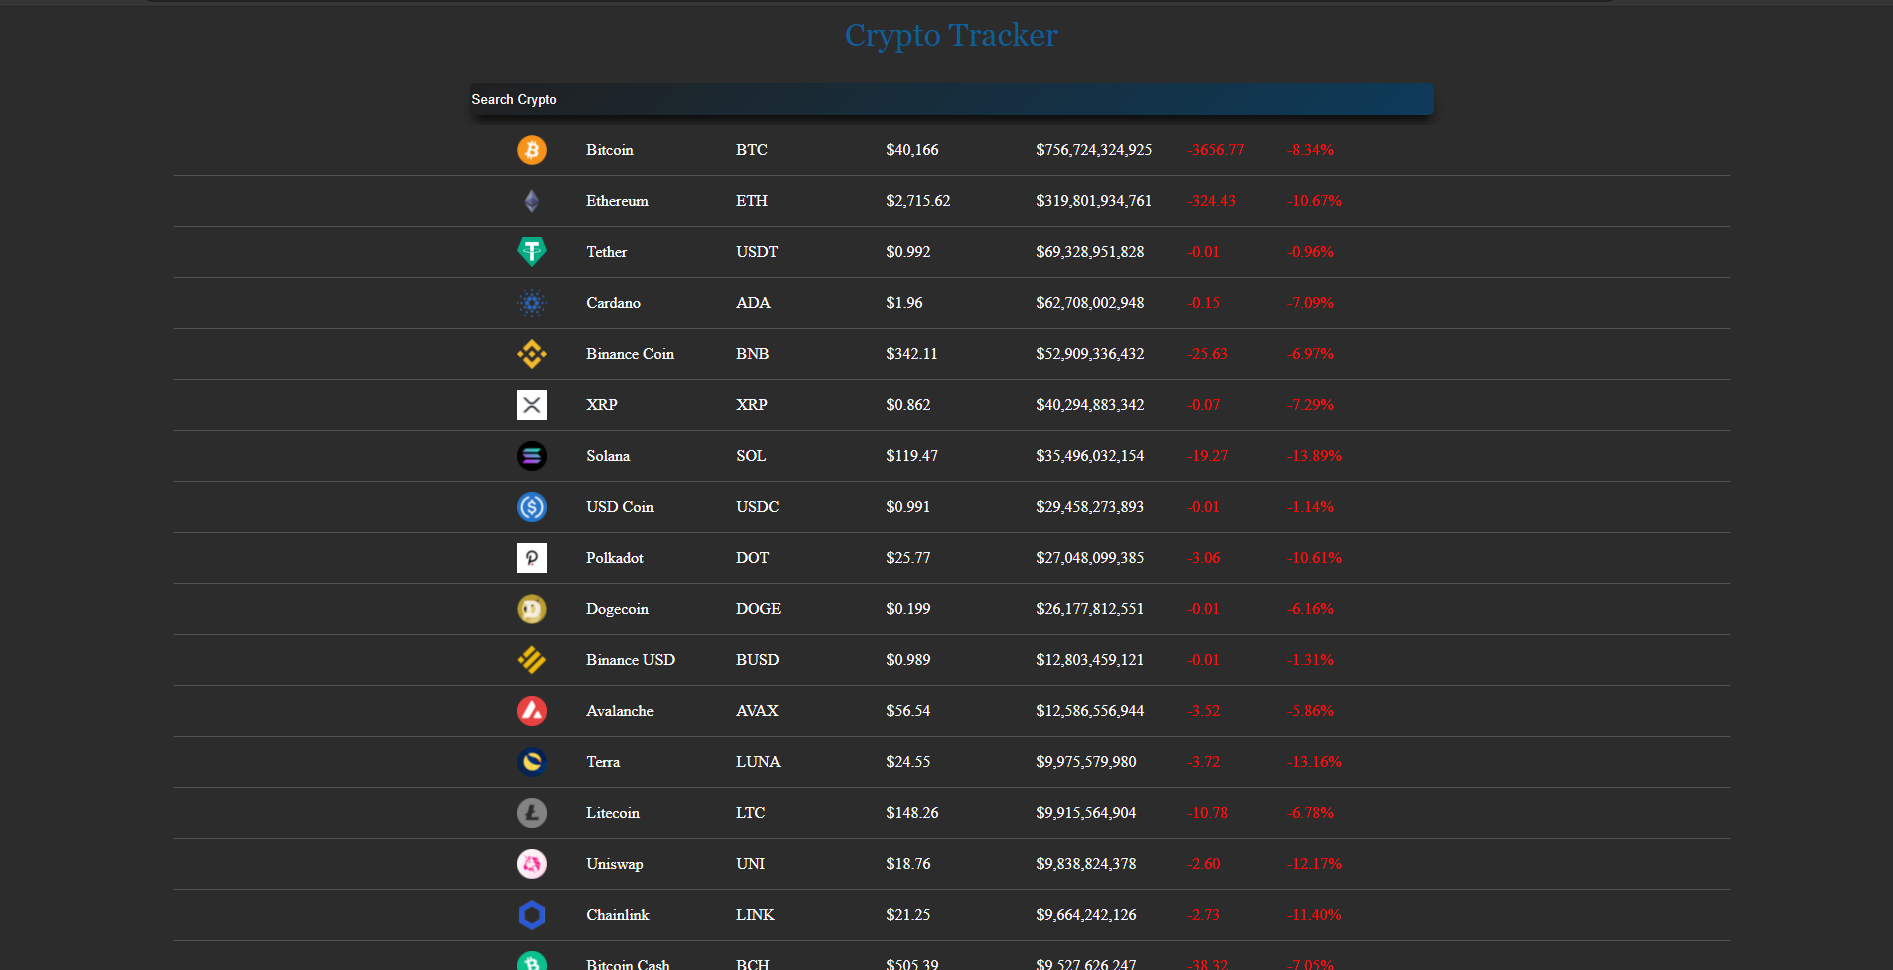 Crypto Tracker
Search Crypto
Bitcoin BTC $40,166 $756,724,324,925 -3656.77 -8.34%
Ethereum ETH $2,715.62 $319,801,934,761 -324.43 -10.67%
Tether USDT $0.992 $69,328,951,828 -0.01 -0.96%
Cardano ADA $1.96 $62,708,002,948 -0.15 -7.09%
Binance Coin BNB $342.11 $52,909,336,432 -25.63 -6.97%
XRP XRP $0.862 $40,294,883,342 -0.07 -7.29%
Solana SOL $119.47 $35,496,032,154 -19.27 -13.89%
USD Coin USDC $0.991 $29,458,273,893 -0.01 -1.14%
Polkadot DOT $25.77 $27,048,099,385 -3.06 -10.61%
Dogecoin DOGE $0.199 $26,177,812,551 -0.01 -6.16%
Binance USD BUSD $0.989 $12,803,459,121 -0.01 -1.31%
Avalanche AVAX $56.54 $12,586,556,944 -3.52 -5.86%
Terra LUNA $24.55 $9,975,579,980 -3.72 -13.16%
Litecoin LTC $148.26 $9,915,564,904 -10.78 -6.78%
Uniswap UNI $18.76 $9,838,824,378 -2.60 -12.17%
Chainlink LINK $21.25 $9,664,242,126 -2.73 -11.40%
Bitcoin Cash BCH $505.39 $9,527,626,247 -38.32 -7.05%